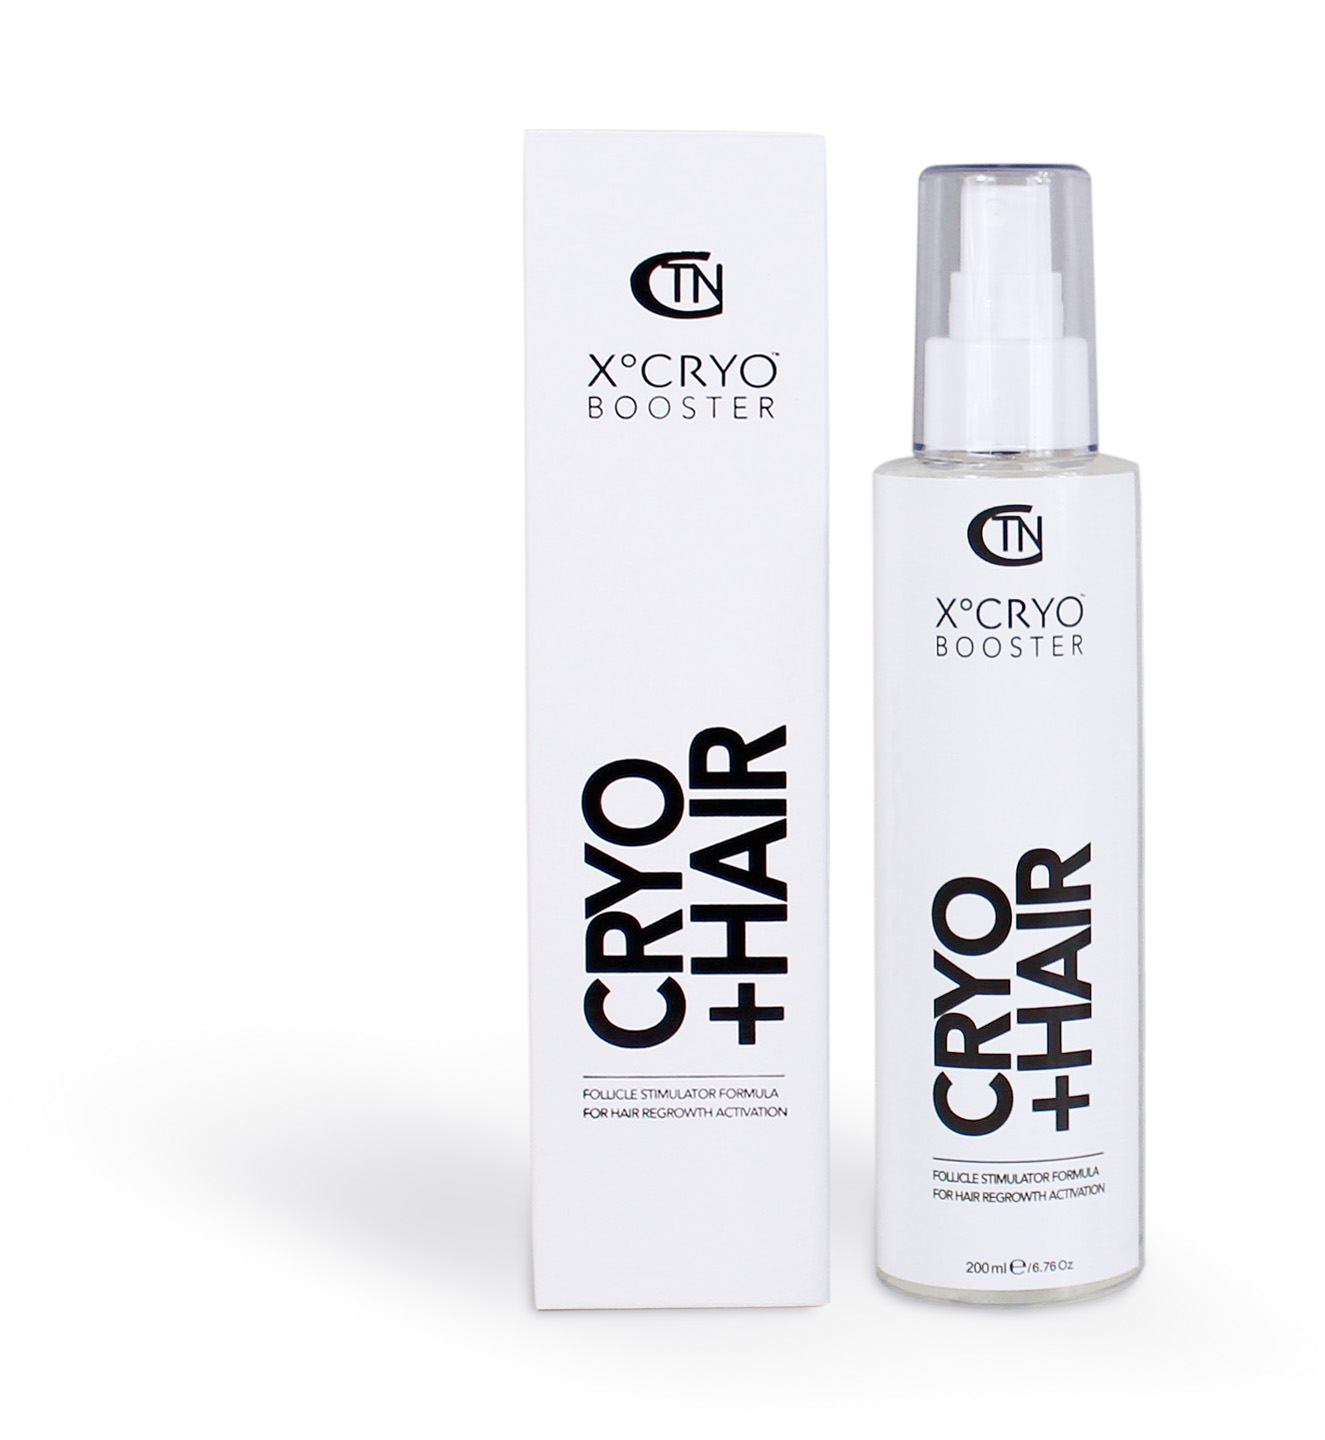 CTN
X°CRYO™
BOOSTER
CRYO
+HAIR
FOLLICLE STIMULATOR FORMULA
FOR HAIR REGROWTH ACTIVATION
CTN
X°CRYO™
BOOSTER
CRYO
+HAIR
FOLLICLE STIMULATOR FORMULA
FOR HAIR REGROWTH ACTIVATION
200 ml ℮/6.76 Oz